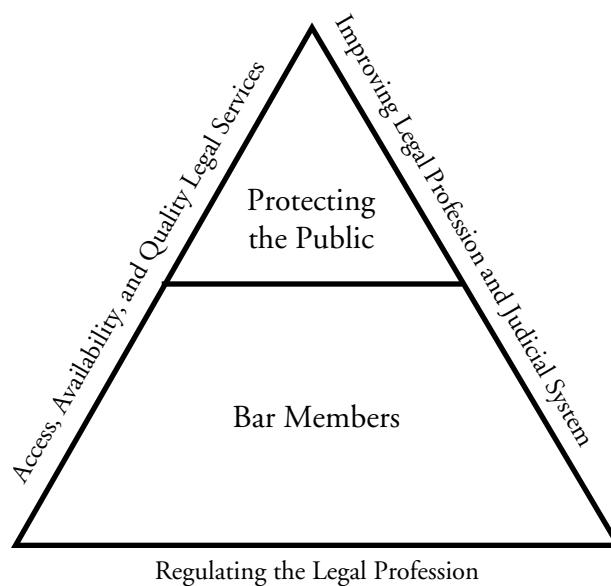 Access, Availability, and Quality Legal Services
Improving Legal Profession and Judicial System
Protecting
the Public
Bar Members
Regulating the Legal Profession